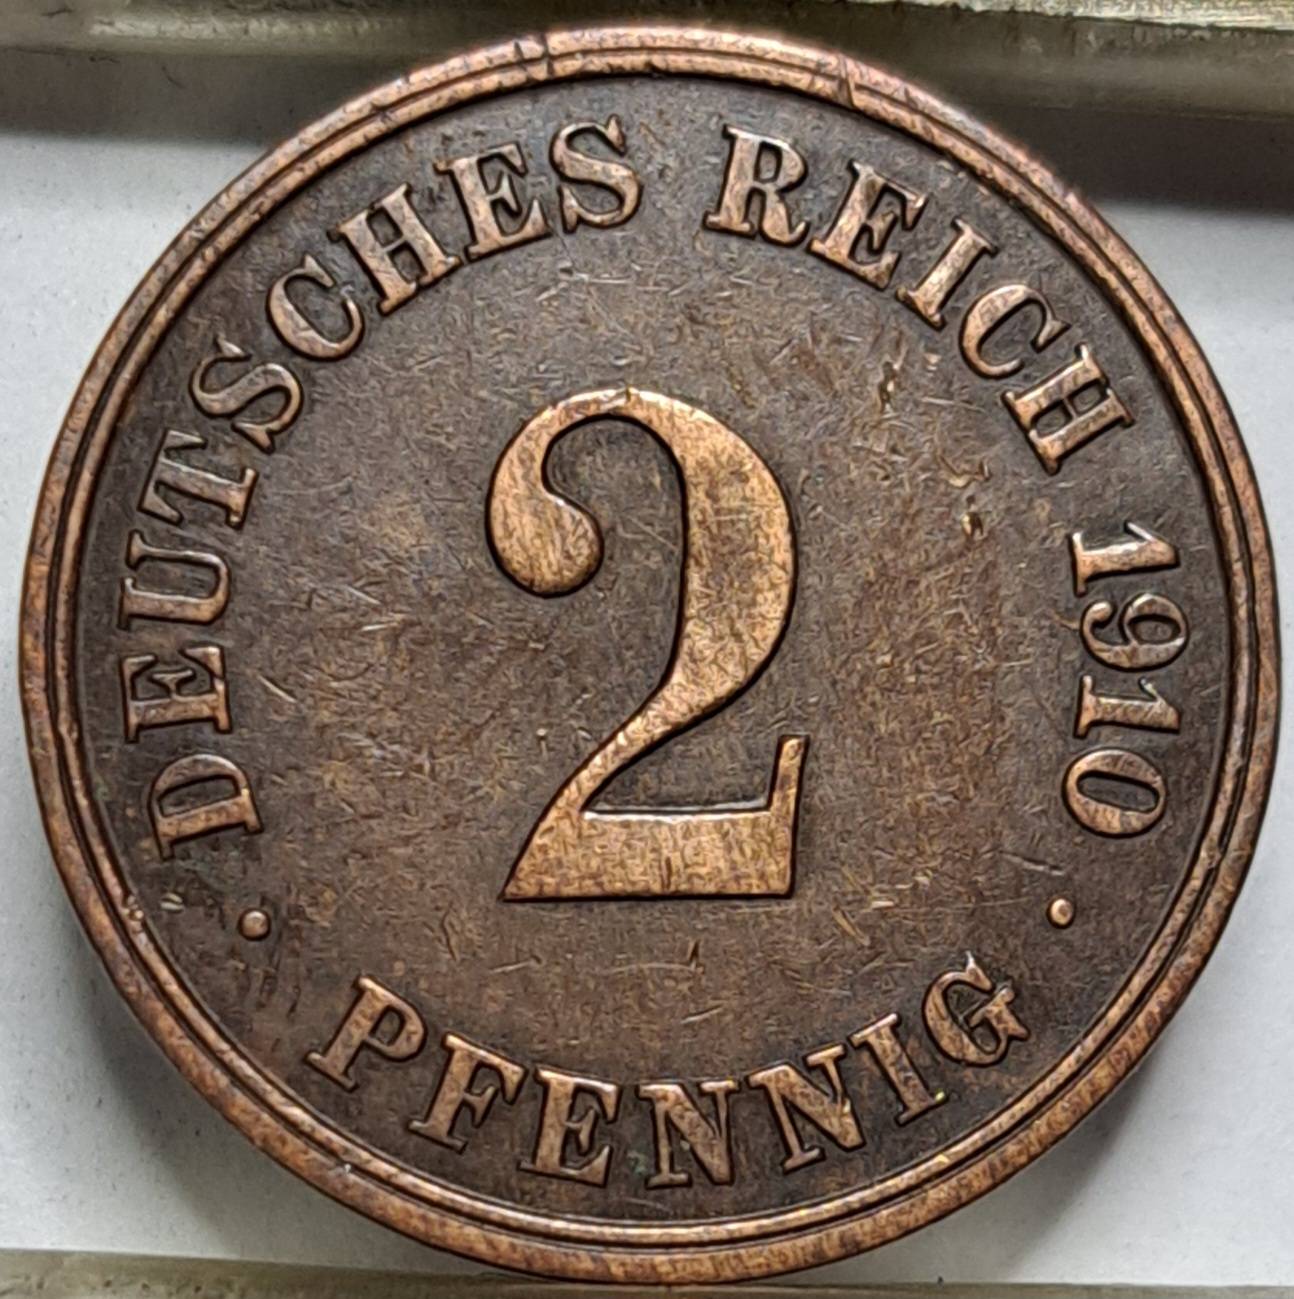 DEUTSCHES REICH 1910
2
· PFENNIG ·